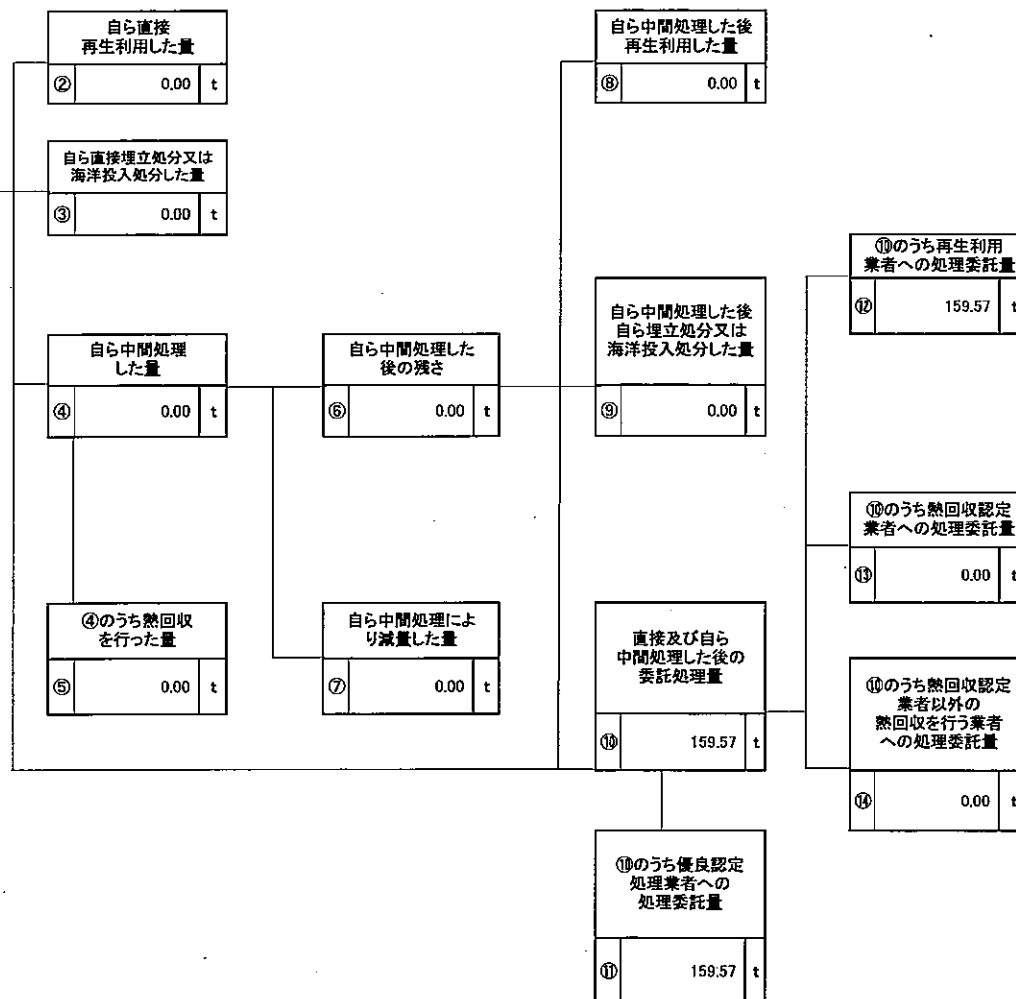 自ら直接
再生利用した量
② 0.00 t
自ら直接埋立処分又は
海洋投入処分した量
③ 0.00 t
自ら中間処理
した量
④ 0.00 t
④のうち熱回収
を行った量
⑤ 0.00 t
自ら中間処理した
後の残さ
⑥ 0.00 t
自ら中間処理によ
り減量した量
⑦ 0.00 t
自ら中間処理した後
再生利用した量
⑧ 0.00 t
自ら中間処理した後
自ら埋立処分又は
海洋投入処分した量
⑨ 0.00 t
直接及び自ら
中間処理した後の
委託処理量
⑩ 159.57 t
⑩のうち優良認定
処理業者への
処理委託量
⑪ 159.57 t
⑩のうち再生利用
業者への処理委託量
⑫ 159.57 t
⑩のうち熱回収認定
業者への処理委託量
⑬ 0.00 t
⑩のうち熱回収認定
業者以外の
熱回収を行う業者
への処理委託量
⑭ 0.00 t